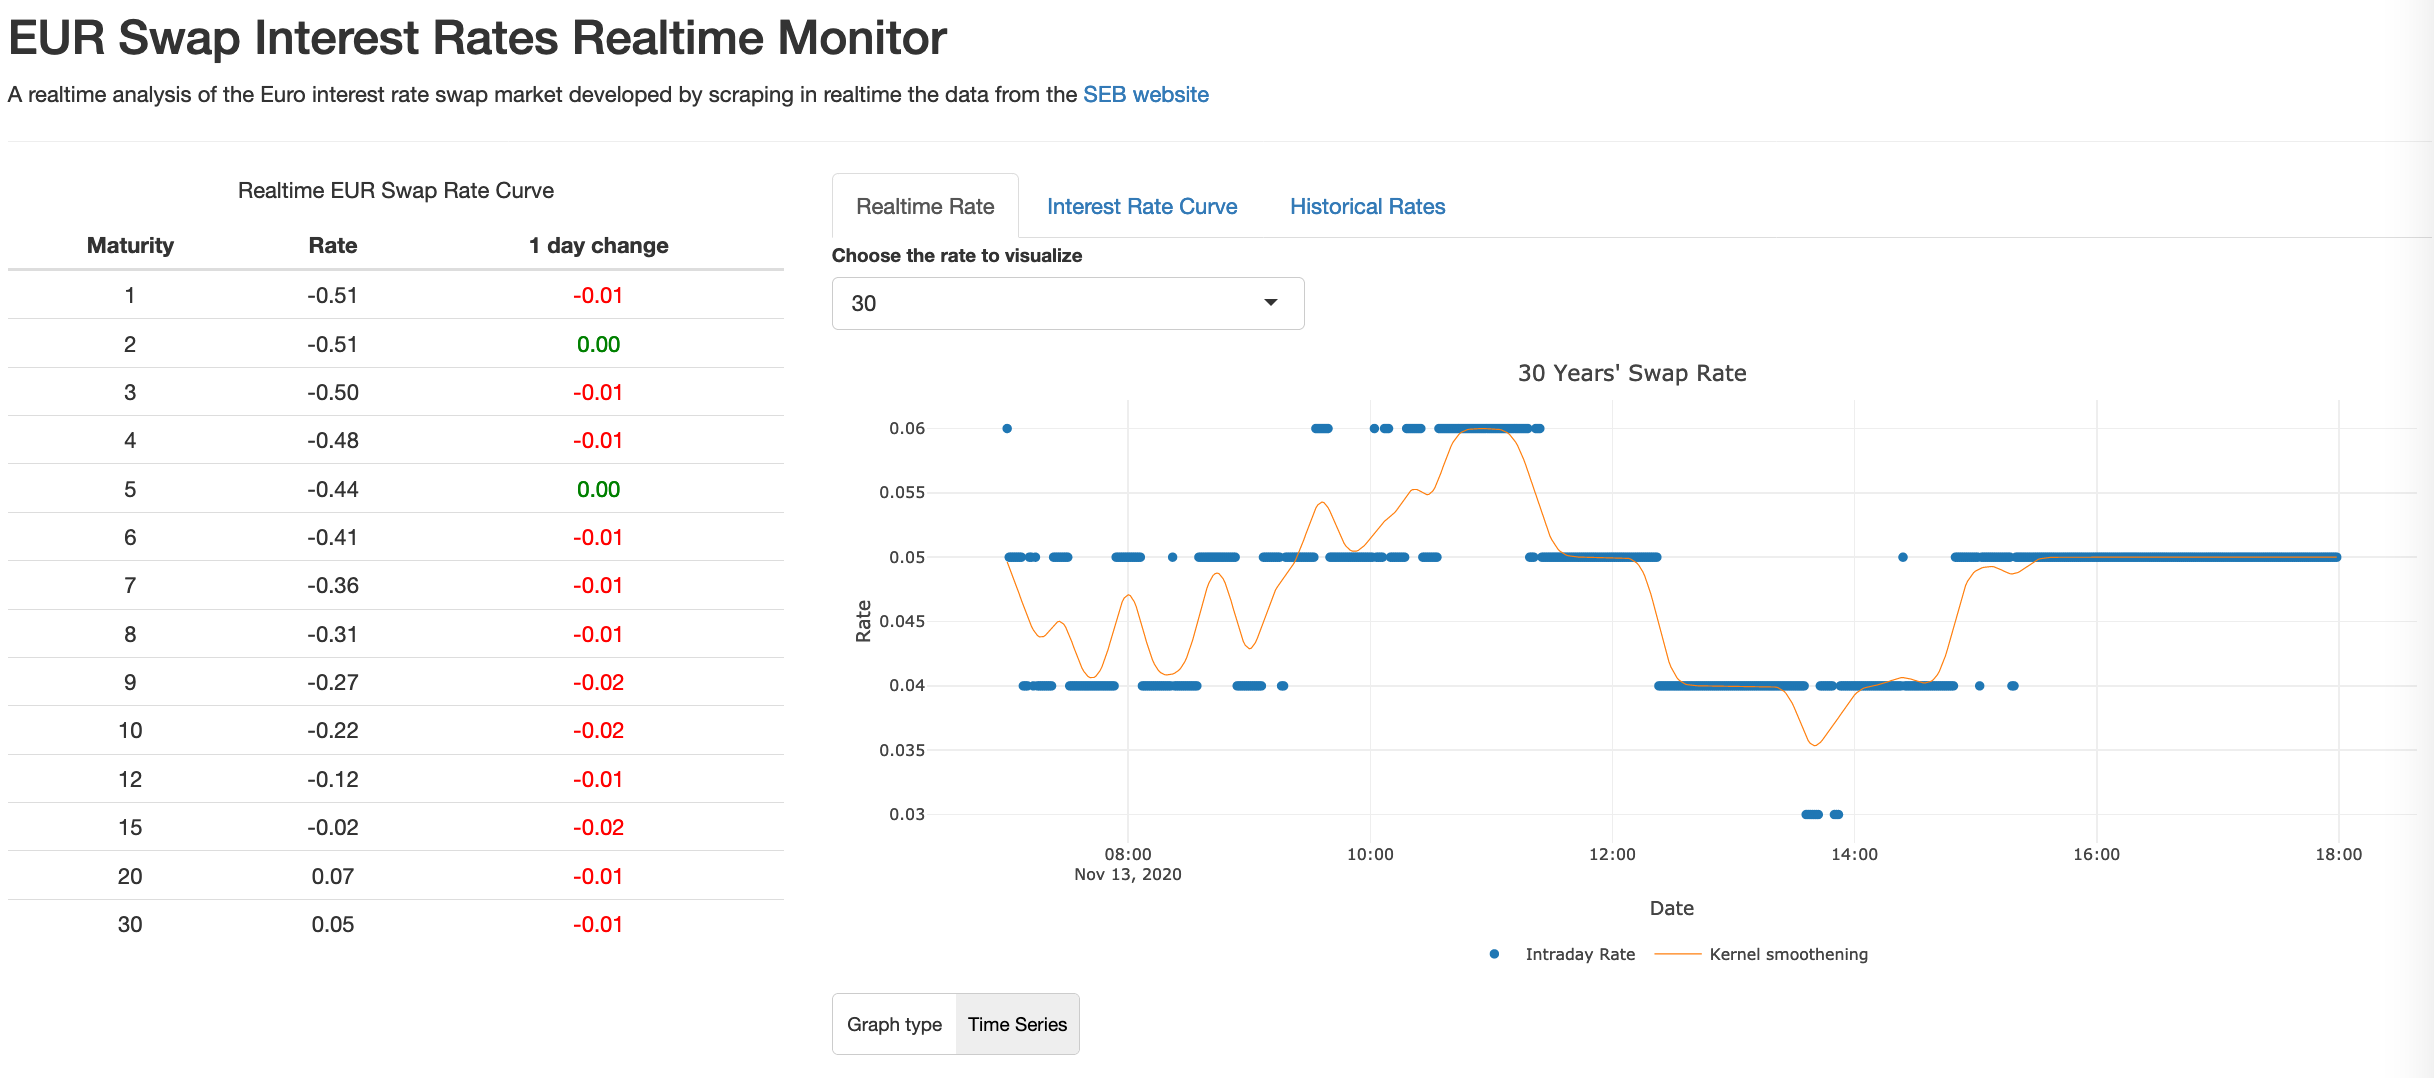 EUR Swap Interest Rates Realtime Monitor
A realtime analysis of the Euro interest rate swap market developed by scraping in realtime the data from the SEB website
Realtime EUR Swap Rate Curve
Maturity Rate 1 day change
1 -0.51 -0.01
2 -0.51 0.00
3 -0.50 -0.01
4 -0.48 -0.01
5 -0.44 0.00
6 -0.41 -0.01
7 -0.36 -0.01
8 -0.31 -0.01
9 -0.27 -0.02
10 -0.22 -0.02
12 -0.12 -0.01
15 -0.02 -0.02
20 0.07 -0.01
30 0.05 -0.01
Realtime Rate Interest Rate Curve Historical Rates
Choose the rate to visualize
30
30 Years' Swap Rate
0.06
0.055
0.05
0.045
0.04
0.035
0.03
Rate
08:00 10:00 12:00 14:00 16:00 18:00
Nov 13, 2020
Date
Intraday Rate Kernel smoothening
Graph type Time Series